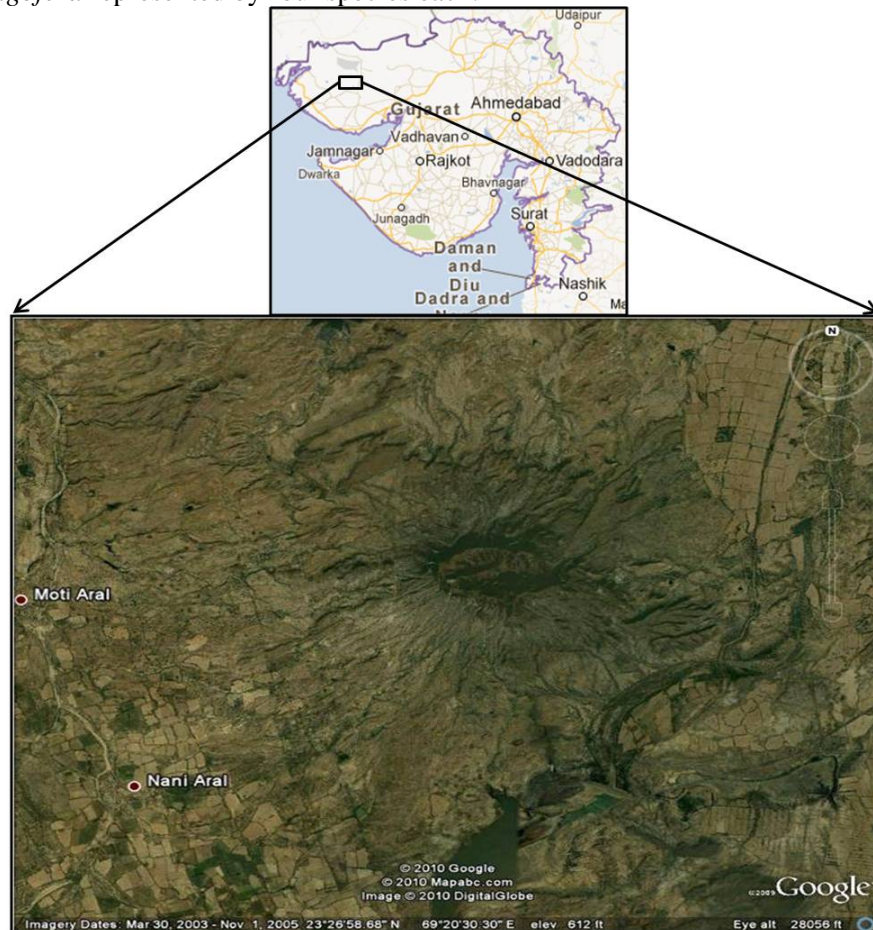 Udaipur
Gujarat
Ahmedabad
Vadhavan
Jamnagar
Rajkot
Vadodara
Dwarka
Bhavnagar
Junagadh
Surat
Daman
and
Diu
Dadra and
Nashik
Ma
N
Moti Aral
Nani Aral
© 2010 Google
© 2010 Mapabc.com
Image © 2010 DigitalGlobe
©2009 Google
Imagery Dates: Mar 30, 2003 - Nov 1, 2005 23°26'58.68" N 69°20'30.30" E elev 612 ft Eye alt 28056 ft